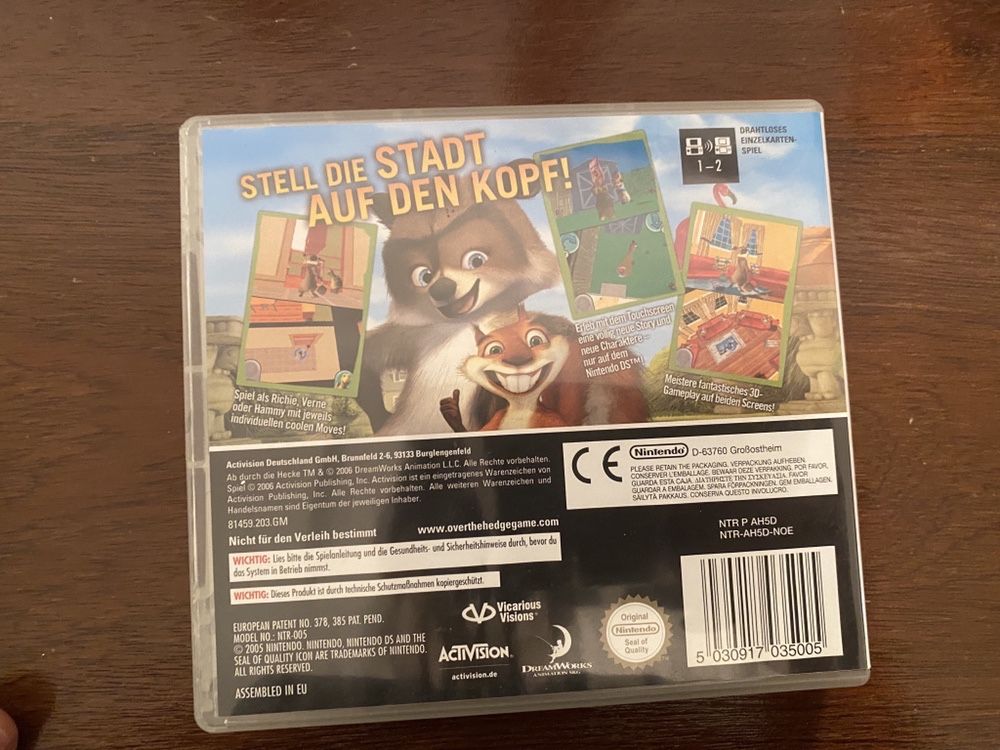 STELL DIE STADT
AUF DEN KOPF!
1-2
DRAHTLOSES
EINZELKARTEN-
SPIEL
Spiel als Richie, Verne
oder Hammy mit jeweils
individuellen coolen Moves!
Erleb mit dem Touchscreen
eine völlig neue Story und
neue Charaktere –
nur auf dem
Nintendo DS™!
Meistere fantastisches 3D-
Gameplay auf beiden Screens!
Activision Deutschland GmbH, Brunnfeld 2-6, 93133 Burglengenfeld
Ab durch die Hecke TM & © 2006 DreamWorks Animation L.L.C. Alle Rechte vorbehalten.
Spiel © 2006 Activision Publishing, Inc. Activision ist ein eingetragenes Warenzeichen von
Activision Publishing, Inc. Alle Rechte vorbehalten. Alle weiteren Warenzeichen und
Handelsnamen sind Eigentum der jeweiligen Inhaber.
81459.203.GM
Nicht für den Verleih bestimmt
www.overthehedgegame.com
WICHTIG: Lies bitte die Spielanleitung und die Gesundheits- und Sicherheitshinweise durch, bevor du
das System in Betrieb nimmst.
WICHTIG: Dieses Produkt ist durch technische Schutzmaßnahmen kopiergeschützt.
EUROPEAN PATENT NO. 378, 385 PAT. PEND.
MODEL NO.: NTR-005
© 2005 NINTENDO. NINTENDO, NINTENDO DS AND THE
SEAL OF QUALITY ICON ARE TRADEMARKS OF NINTENDO.
ALL RIGHTS RESERVED.
ASSEMBLED IN EU
Vicarious
Visions™
ACTIVISION.
activision.de
DREAMWORKS
ANIMATION SKG
Original
Nintendo
Seal of
Quality
CE
Nintendo® D-63760 Großostheim
PLEASE RETAIN THE PACKAGING. VERPACKUNG AUFHEBEN.
CONSERVER L'EMBALLAGE. BEWAAR DEZE VERPAKKING. POR FAVOR,
GUARDA ESTA CAJA. ΔΙΑΤΗΡΗΣΤΕ ΤΗΝ ΣΥΣΚΕΥΑΣΙΑ. FAVOR
GUARDAR A EMBALAGEM. SPARA FÖRPACKNINGEN. GEM EMBALLAGEN.
SÄILYTÄ PAKKAUS. CONSERVA QUESTO INVOLUCRO.
NTR P AH5D
NTR-AH5D-NOE
5 030917 035005